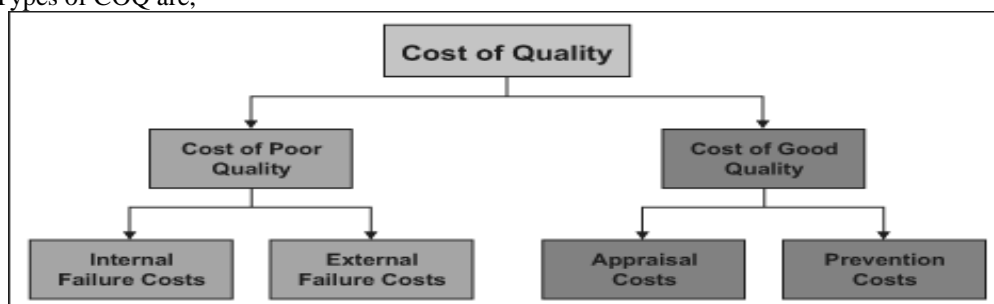 Types of COQ are,
Cost of Quality
Cost of Poor
Quality
Cost of Good
Quality
Internal
Failure Costs
External
Failure Costs
Appraisal
Costs
Prevention
Costs